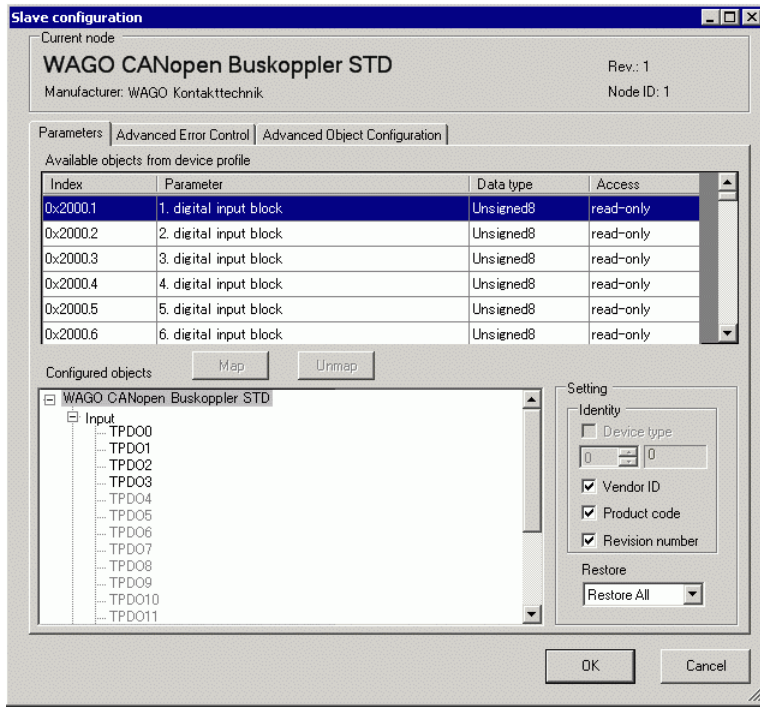 Slave configuration
Current node
WAGO CANopen Buskoppler STD
Rev.: 1
Manufacturer: WAGO Kontakttechnik
Node ID: 1
Parameters Advanced Error Control Advanced Object Configuration
Available objects from device profile
Index Parameter Data type Access
0x2000.1 1. digital input block Unsigned8 read-only
0x2000.2 2. digital input block Unsigned8 read-only
0x2000.3 3. digital input block Unsigned8 read-only
0x2000.4 4. digital input block Unsigned8 read-only
0x2000.5 5. digital input block Unsigned8 read-only
0x2000.6 6. digital input block Unsigned8 read-only
Configured objects Map Unmap
WAGO CANopen Buskoppler STD
Input
TPDO0
TPDO1
TPDO2
TPDO3
TPDO4
TPDO5
TPDO6
TPDO7
TPDO8
TPDO9
TPDO10
TPDO11
Setting
Identity
Device type
0 0
Vendor ID
Product code
Revision number
Restore
Restore All
OK Cancel